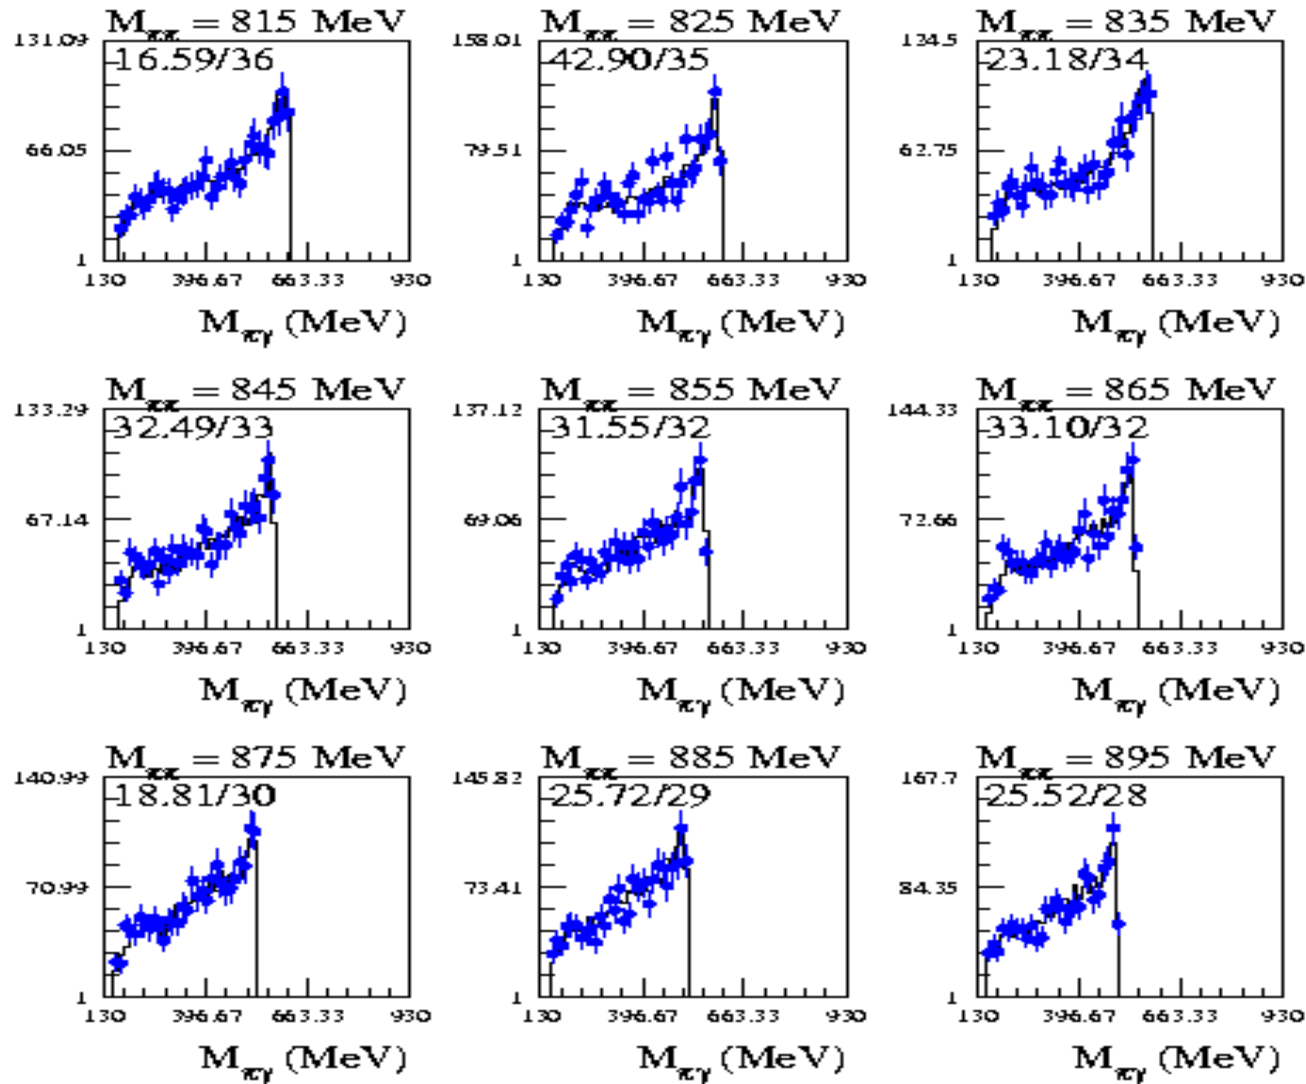 M_ππ = 815 MeV
131.09
16.59/36
66.05
1
130 396.67 663.33 930
M_πγ (MeV)
M_ππ = 825 MeV
158.01
42.90/35
79.51
1
130 396.67 663.33 930
M_πγ (MeV)
M_ππ = 835 MeV
134.5
23.18/34
62.75
1
130 396.67 663.33 930
M_πγ (MeV)
M_ππ = 845 MeV
133.29
32.49/33
67.14
1
130 396.67 663.33 930
M_πγ (MeV)
M_ππ = 855 MeV
137.12
31.55/32
69.06
1
130 396.67 663.33 930
M_πγ (MeV)
M_ππ = 865 MeV
144.33
33.10/32
72.66
1
130 396.67 663.33 930
M_πγ (MeV)
M_ππ = 875 MeV
140.99
18.81/30
70.99
1
130 396.67 663.33 930
M_πγ (MeV)
M_ππ = 885 MeV
145.82
25.72/29
73.41
1
130 396.67 663.33 930
M_πγ (MeV)
M_ππ = 895 MeV
167.7
25.52/28
84.35
1
130 396.67 663.33 930
M_πγ (MeV)